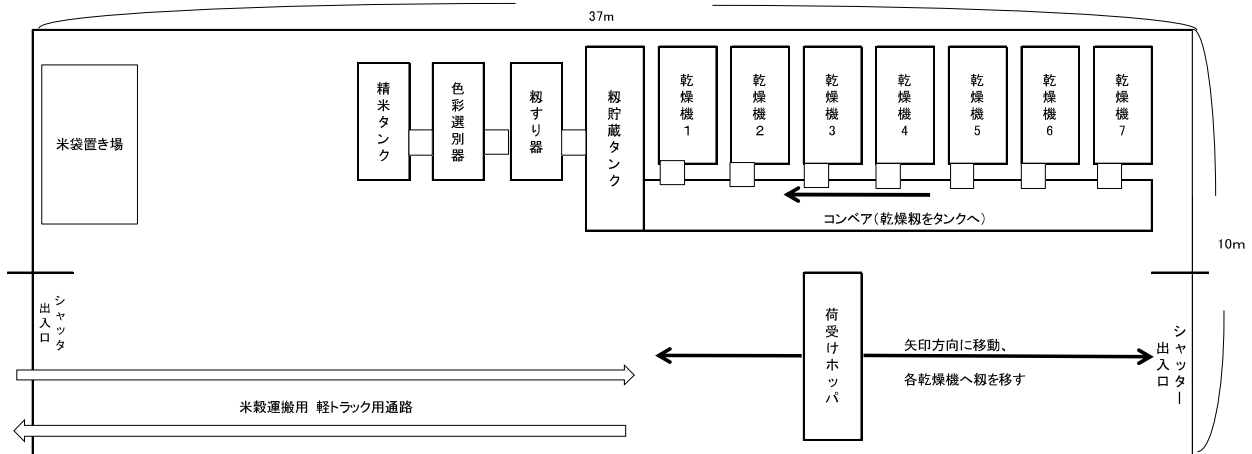 37m
米袋置き場
精米タンク
色彩選別器
籾すり器
籾貯蔵タンク
乾燥機1
乾燥機2
乾燥機3
乾燥機4
乾燥機5
乾燥機6
乾燥機7
コンベア(乾燥籾をタンクへ)
10m
シャッタ
出入口
荷受けホッパ
矢印方向に移動、
各乾燥機へ籾を移す
シャッター
出入口
米穀運搬用 軽トラック用通路